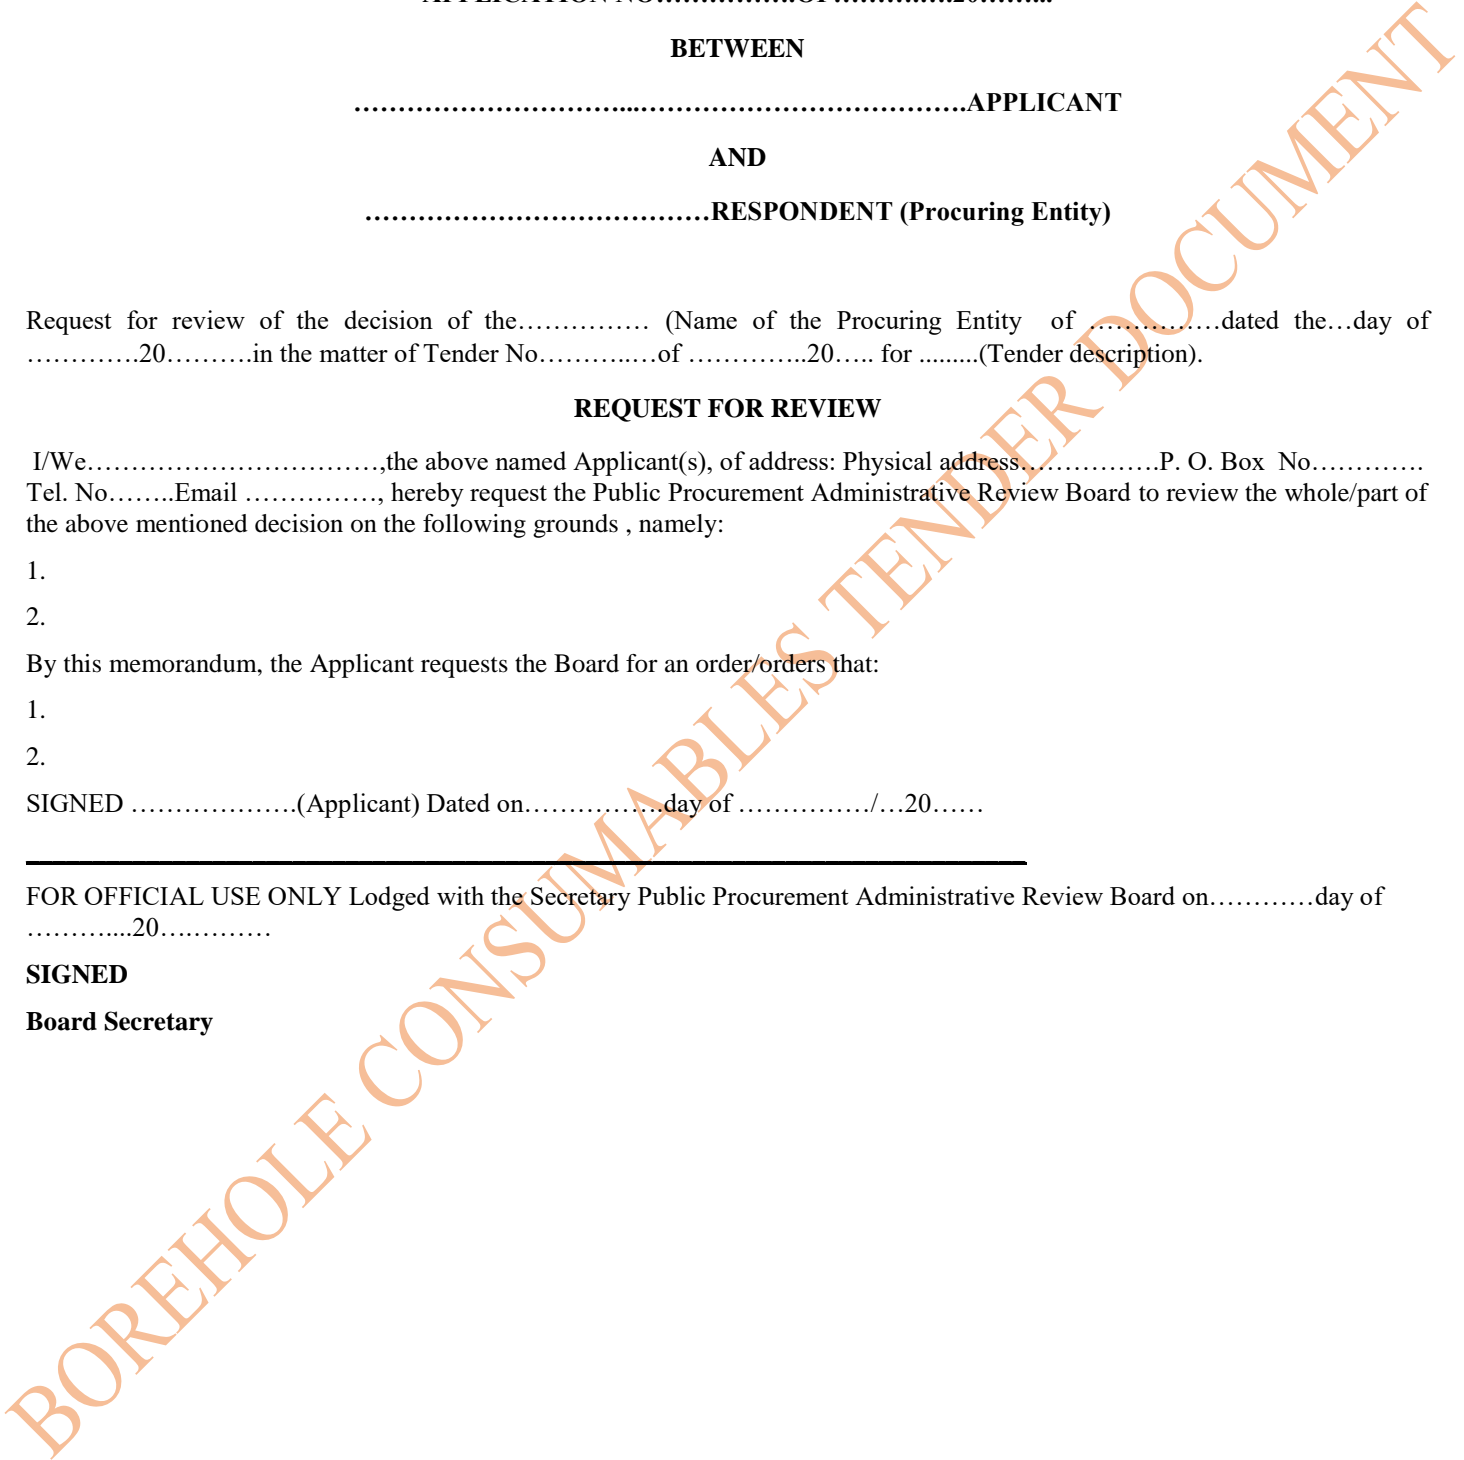 APPLICATION NO…………….OF……….….20……...
BETWEEN
…………………………...……………………………….APPLICANT
AND
…………………………………RESPONDENT (Procuring Entity)
Request for review of the decision of the…………… (Name of the Procuring Entity of ……………dated the…day of
………….20……….in the matter of Tender No………..…of …………..20….. for .........(Tender description).
REQUEST FOR REVIEW
I/We……………………………,the above named Applicant(s), of address: Physical address…………….P. O. Box No………….
Tel. No……..Email ……………, hereby request the Public Procurement Administrative Review Board to review the whole/part of
the above mentioned decision on the following grounds , namely:
1.
2.
By this memorandum, the Applicant requests the Board for an order/orders that:
1.
2.
SIGNED ……………….(Applicant) Dated on…………….day of ……………/…20……
FOR OFFICIAL USE ONLY Lodged with the Secretary Public Procurement Administrative Review Board on…………day of
………....20….………
SIGNED
Board Secretary
BOREHOLE CONSUMABLES TENDER DOCUMENT